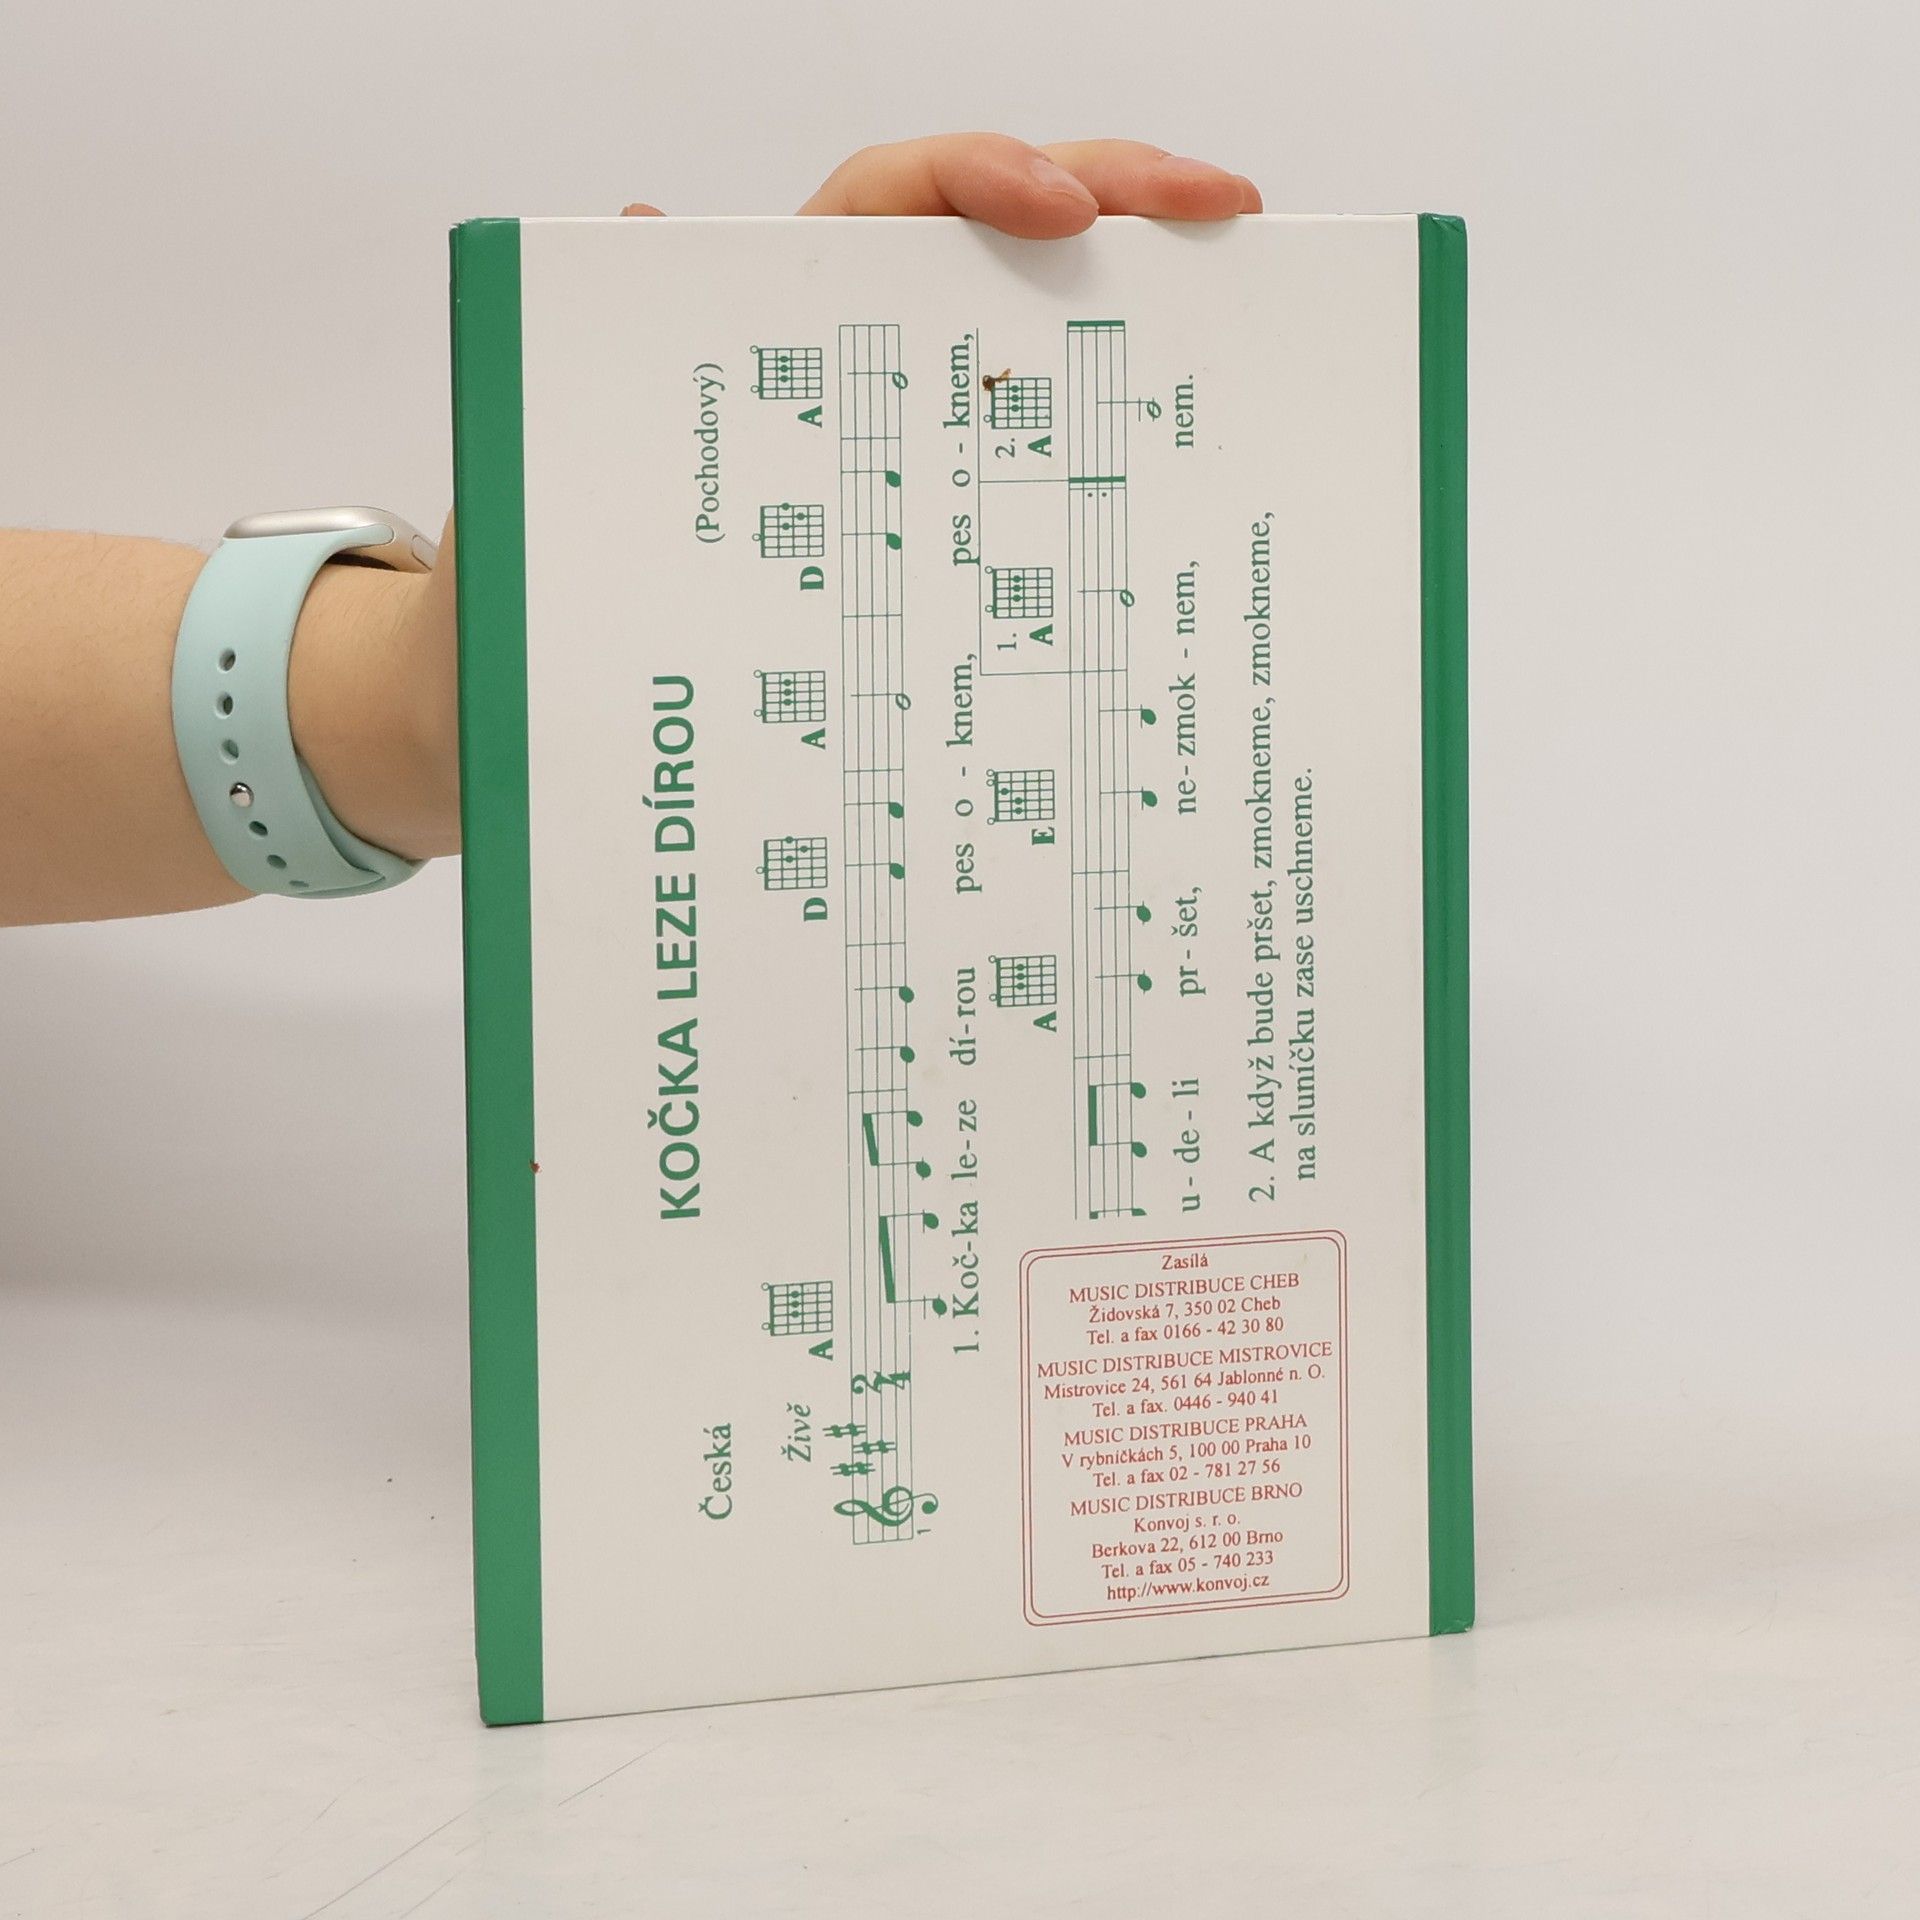 KOČKA LEZE DÍROU
Česká
(Pochodový)
Živě
A D A D A
2
4
1
1. Koč-ka le-ze dí-rou pes o - knem, pes o - knem,
1. 2.
A E A A
u - de - li pr - šet, ne - zmok - nem, nem.
2. A když bude pršet, zmokneme, zmokneme, zmokneme,
na sluníčku zase uschneme.
Zasílá
MUSIC DISTRIBUCE CHEB
Židovská 7, 350 02 Cheb
Tel. a fax 0166 - 42 30 80
MUSIC DISTRIBUCE MISTROVICE
Mistrovice 24, 561 64 Jablonné n. O.
Tel. a fax. 0446 - 940 41
MUSIC DISTRIBUCE PRAHA
V rybníčkách 5, 100 00 Praha 10
Tel. a fax 02 - 781 27 56
MUSIC DISTRIBUCE BRNO
Konvoj s. r. o.
Berkova 22, 612 00 Brno
Tel. a fax 05 - 740 233
http://www.konvoj.cz